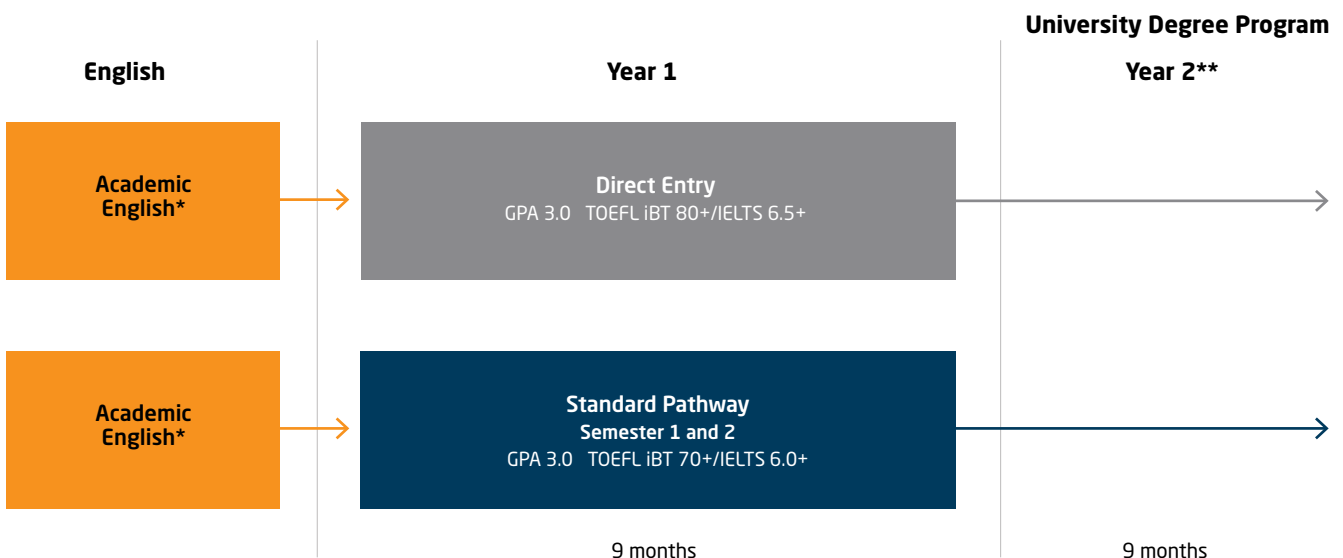 University Degree Program
English
Year 1
Year 2**
Academic
English*
Direct Entry
GPA 3.0 TOEFL iBT 80+/IELTS 6.5+
Academic
English*
Standard Pathway
Semester 1 and 2
GPA 3.0 TOEFL iBT 70+/IELTS 6.0+
9 months
9 months